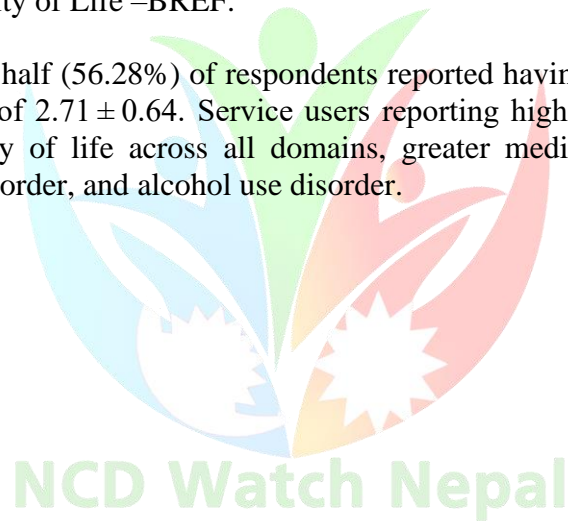 ity of Life –BREF.
half (56.28%) of respondents reported havin
of 2.71 ± 0.64. Service users reporting high
y of life across all domains, greater medi
order, and alcohol use disorder.
NCD Watch Nepal